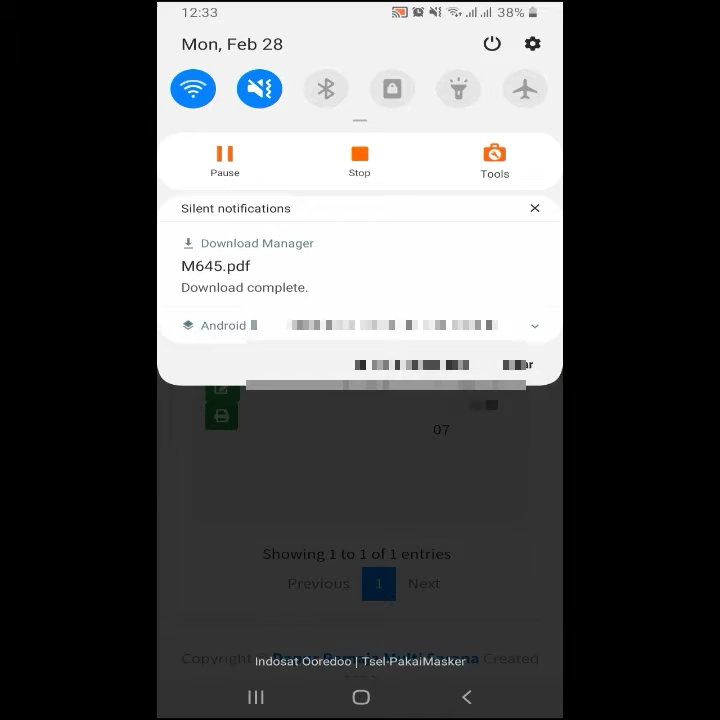 12:33
38%
Mon, Feb 28
Pause
Stop
Tools
Silent notifications
Download Manager
M645.pdf
Download complete.
Android
07
Showing 1 to 1 of 1 entries
Previous 1 Next
Copyright Created
Indosat Ooredoo | Tsel-PakaiMasker